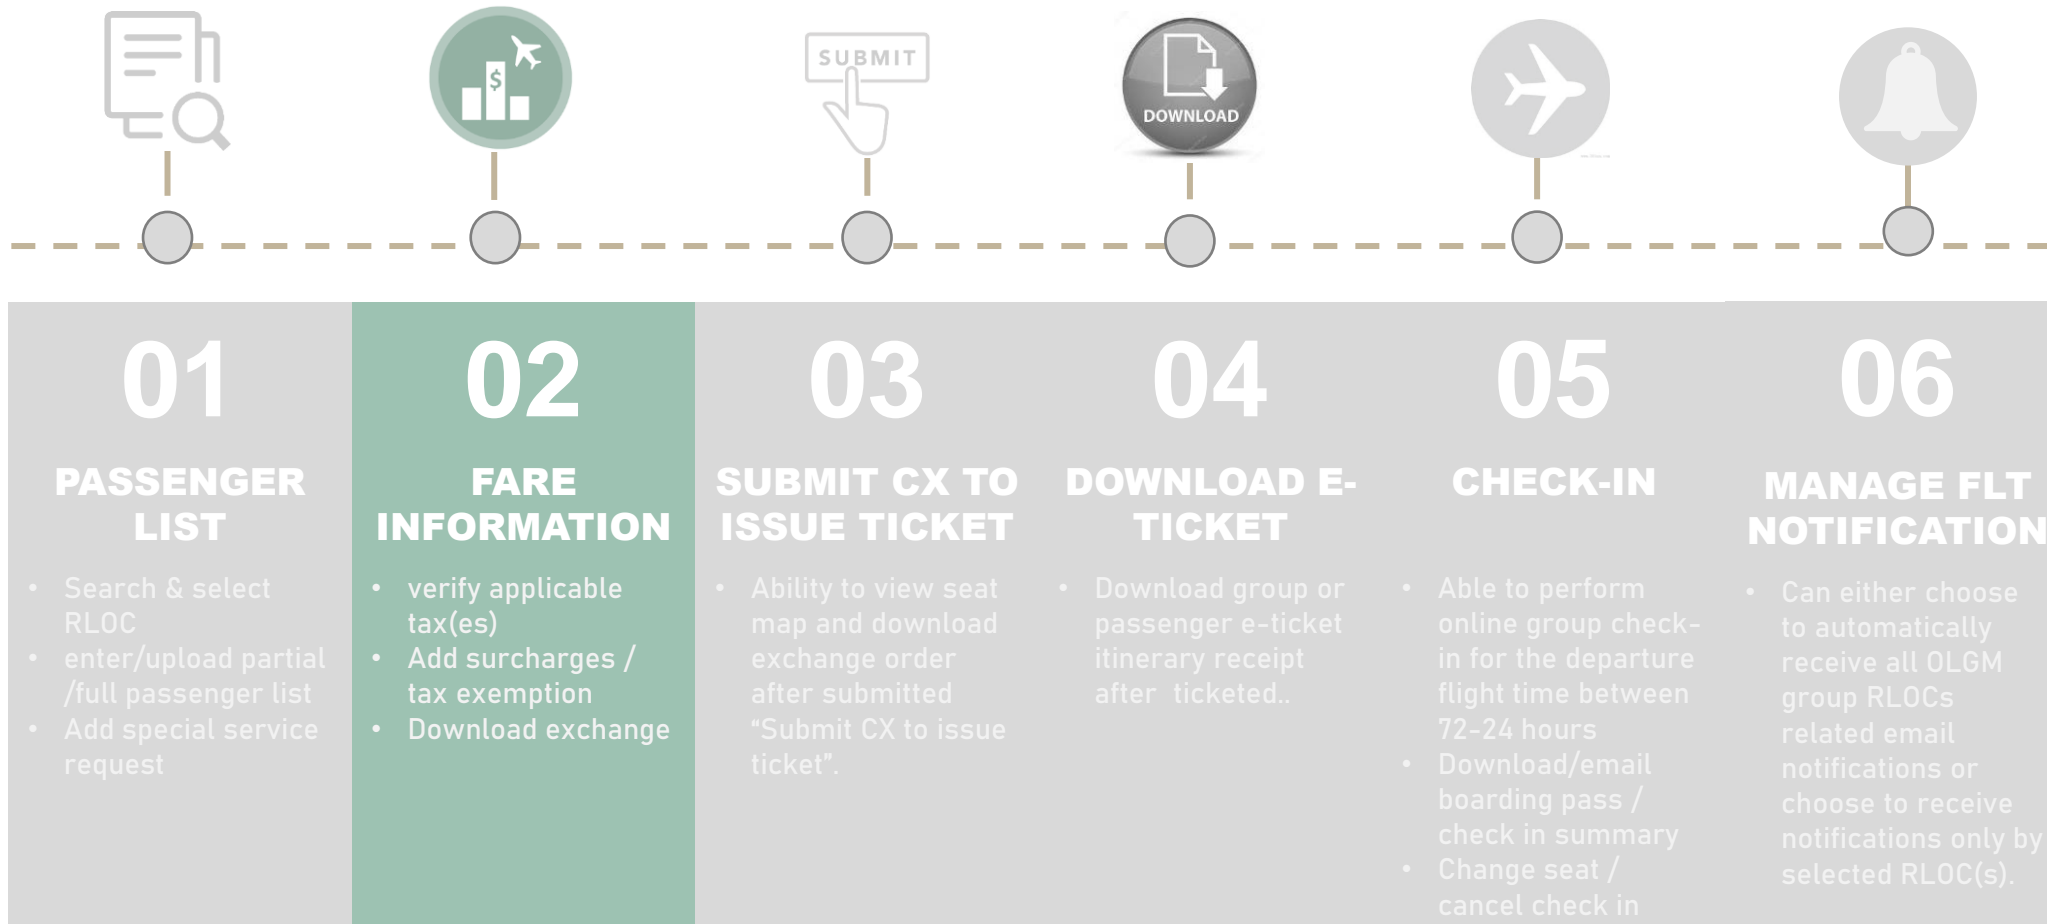 SUBMIT
$
DOWNLOAD
01
PASSENGER
LIST
• Search & select
RLOC
• enter/upload partial
/full passenger list
• Add special service
request
02
FARE
INFORMATION
• verify applicable
tax(es)
• Add surcharges /
tax exemption
• Download exchange
03
SUBMIT CX TO
ISSUE TICKET
• Ability to view seat
map and download
exchange order
after submitted
“Submit CX to issue
ticket”.
04
DOWNLOAD E-
TICKET
• Download group or
passenger e-ticket
itinerary receipt
after ticketed..
05
CHECK-IN
• Able to perform
online group check-
in for the departure
flight time between
72-24 hours
• Download/email
boarding pass /
check in summary
• Change seat /
cancel check in
06
MANAGE FLT
NOTIFICATION
• Can either choose
to automatically
receive all OLGM
group RLOCs
related email
notifications or
choose to receive
notifications only by
selected RLOC(s).